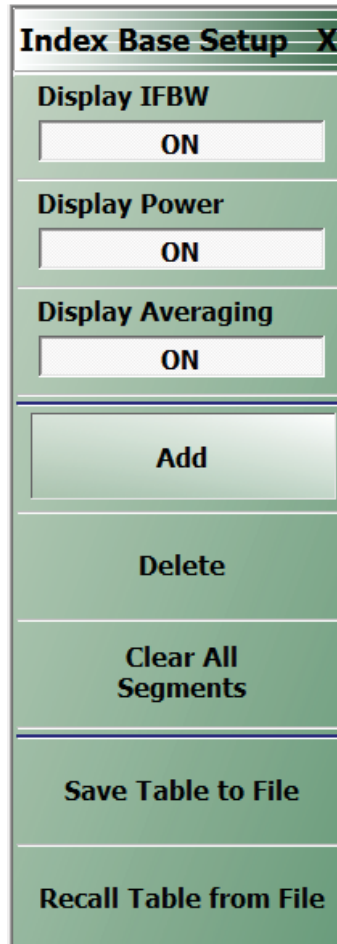 Index Base Setup X
Display IFBW
ON
Display Power
ON
Display Averaging
ON
Add
Delete
Clear All
Segments
Save Table to File
Recall Table from File